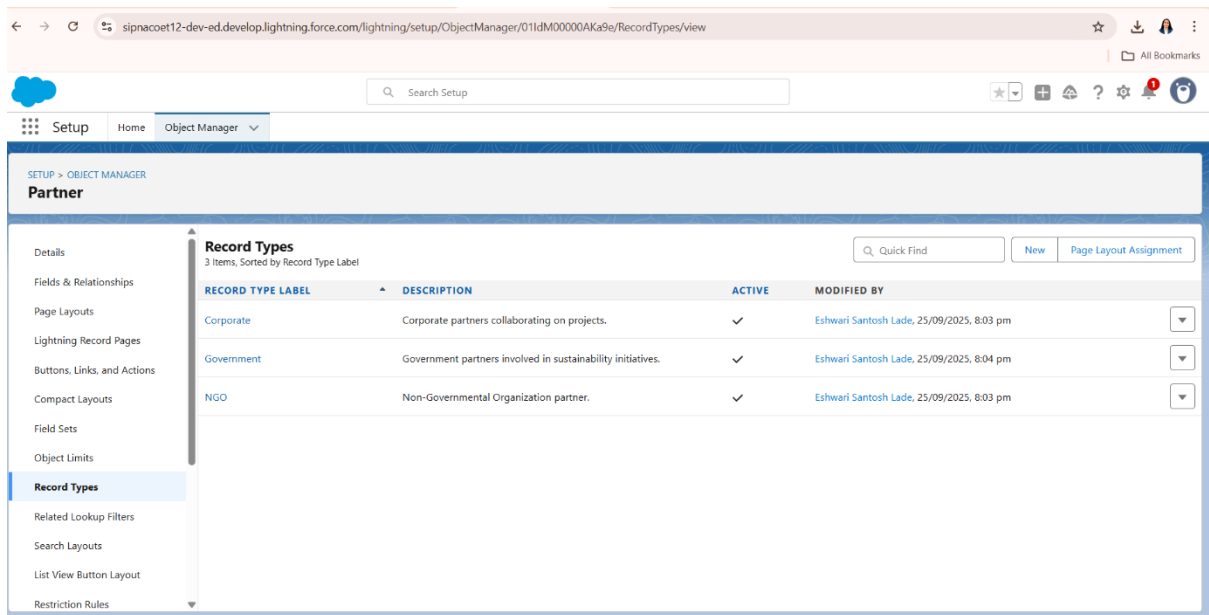 sipnacoet12-dev-ed.develop.lightning.force.com/lightning/setup/ObjectManager/01IdM00000AKa9e/RecordTypes/view
All Bookmarks
Search Setup
1
Setup Home Object Manager
SETUP > OBJECT MANAGER
Partner
Details
Fields & Relationships
Page Layouts
Lightning Record Pages
Buttons, Links, and Actions
Compact Layouts
Field Sets
Object Limits
Record Types
Related Lookup Filters
Search Layouts
List View Button Layout
Restriction Rules
Record Types
3 Items, Sorted by Record Type Label
Quick Find New Page Layout Assignment
RECORD TYPE LABEL DESCRIPTION ACTIVE MODIFIED BY
Corporate Corporate partners collaborating on projects. Eshwari Santosh Lade, 25/09/2025, 8:03 pm
Government Government partners involved in sustainability initiatives. Eshwari Santosh Lade, 25/09/2025, 8:04 pm
NGO Non-Governmental Organization partner. Eshwari Santosh Lade, 25/09/2025, 8:03 pm